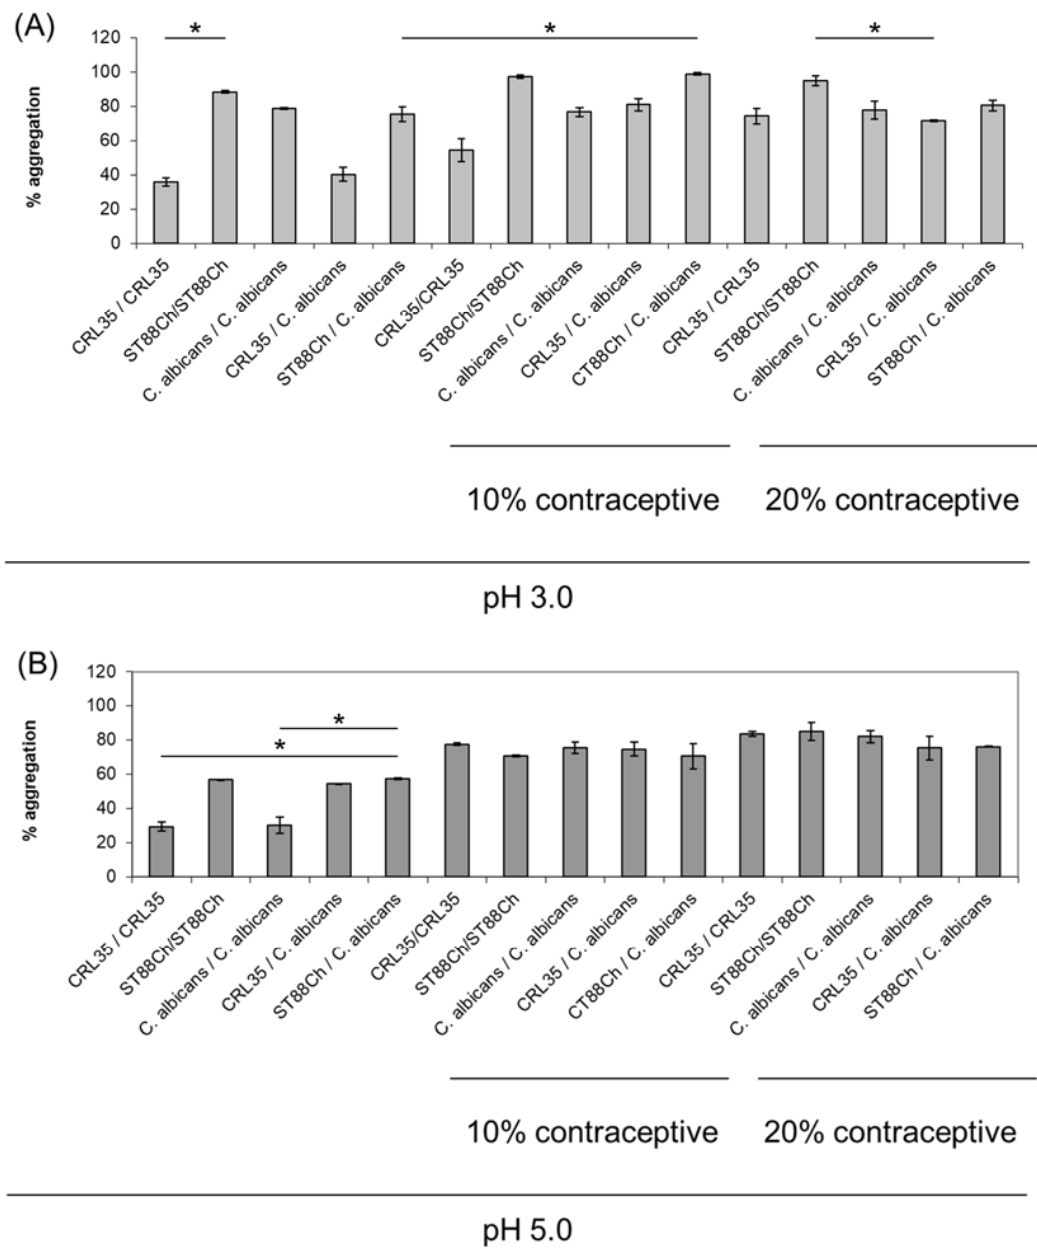 (A)
* * *
120
100
80
60
40
20
0
% aggregation
CRL35 / CRL35
ST88Ch/ST88Ch
C. albicans / C. albicans
CRL35 / C. albicans
ST88Ch / C. albicans
CRL35/CRL35
ST88Ch/ST88Ch
C. albicans / C. albicans
CRL35 / C. albicans
CT88Ch / C. albicans
CRL35 / CRL35
ST88Ch/ST88Ch
C. albicans / C. albicans
CRL35 / C. albicans
ST88Ch / C. albicans
10% contraceptive 20% contraceptive
pH 3.0
(B)
120
100
80
60
40
20
0
% aggregation
*
*
CRL35 / CRL35
ST88Ch/ST88Ch
C. albicans / C. albicans
CRL35 / C. albicans
ST88Ch / C. albicans
CRL35/CRL35
ST88Ch/ST88Ch
C. albicans / C. albicans
CRL35 / C. albicans
CT88Ch / C. albicans
CRL35 / CRL35
ST88Ch/ST88Ch
C. albicans / C. albicans
CRL35 / C. albicans
ST88Ch / C. albicans
10% contraceptive 20% contraceptive
pH 5.0